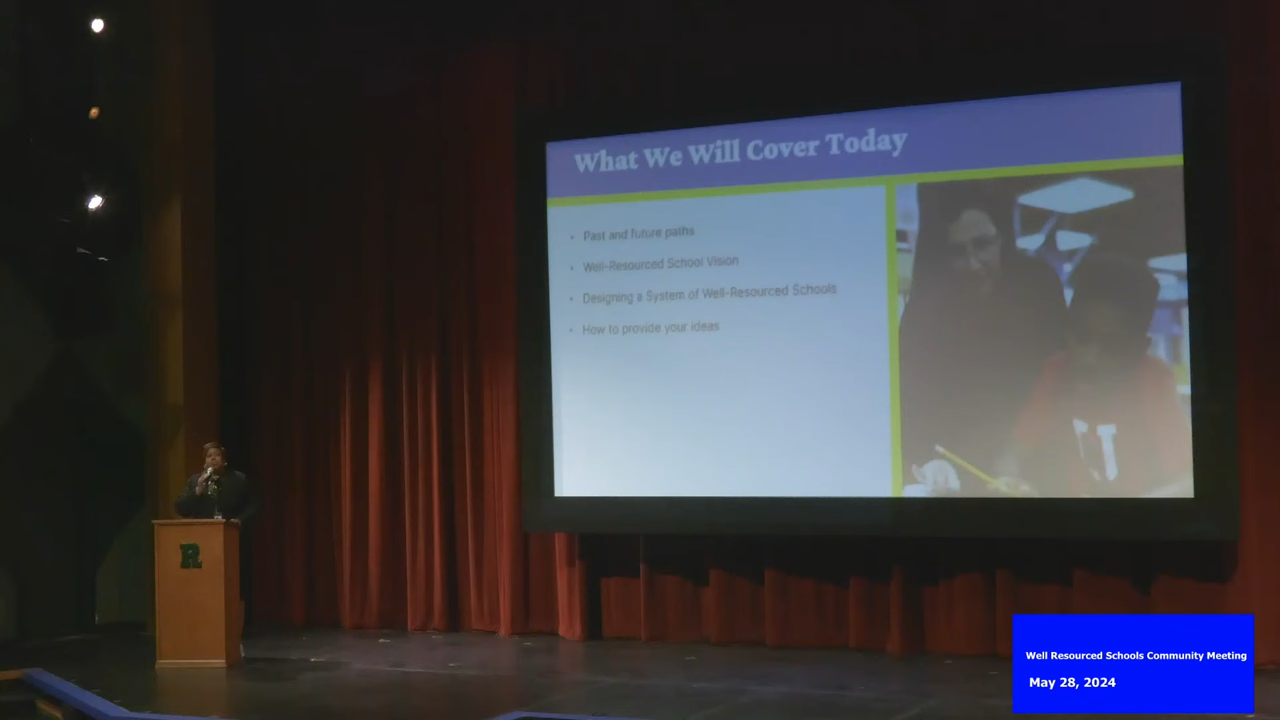 What We Will Cover Today
• Past and future paths
• Well-Resourced School Vision
• Designing a System of Well-Resourced Schools
• How to provide your ideas
R
Well Resourced Schools Community Meeting
May 28, 2024